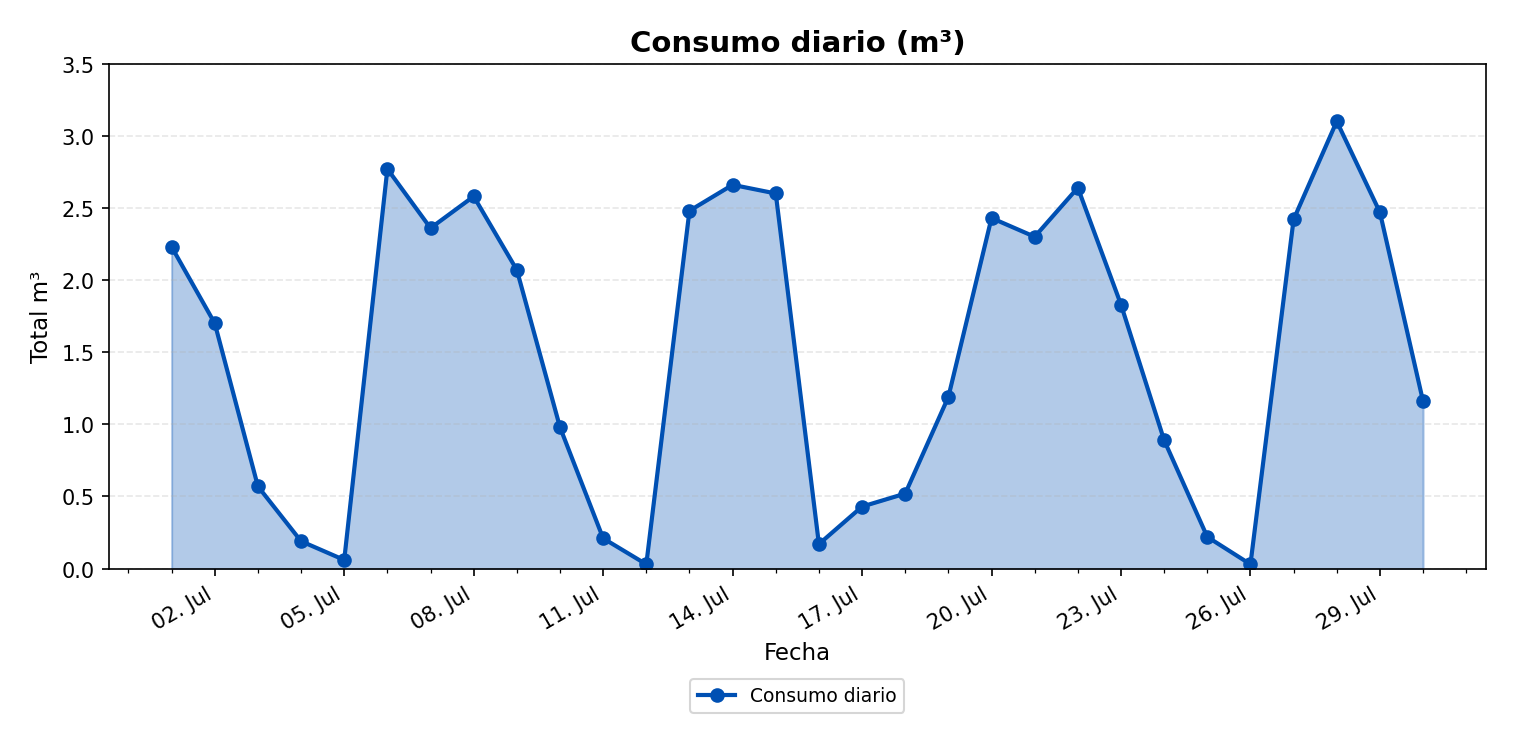 Consumo diario (m³)
3.5
3.0
2.5
2.0
1.5
1.0
0.5
0.0
Total m³
02. Jul
05. Jul
08. Jul
11. Jul
14. Jul
17. Jul
20. Jul
23. Jul
26. Jul
29. Jul
Fecha
Consumo diario